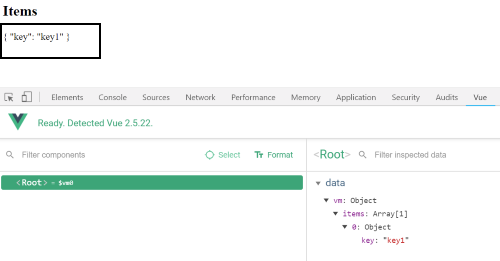 Items
{ "key": "key1" }
Elements Console Sources Network Performance Memory Application Security Audits Vue
Ready. Detected Vue 2.5.22.
Filter components Select Format <Root> Filter inspected data
<Root> = $vm0
data
vm: Object
items: Array[1]
0: Object
key: "key1"